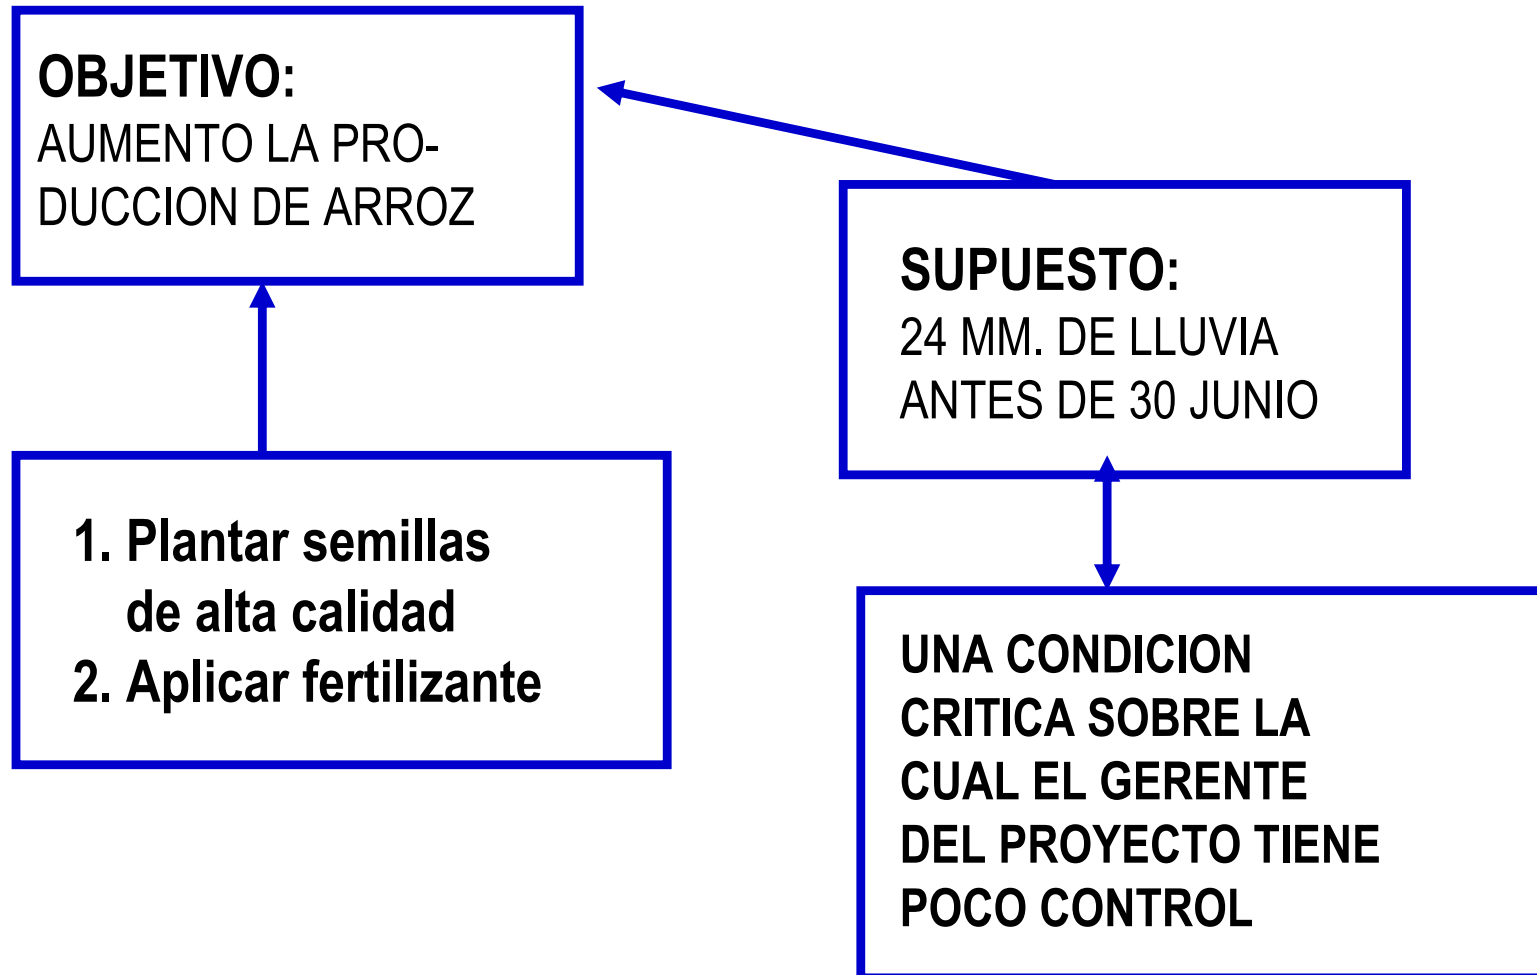 OBJETIVO:
AUMENTO LA PRO-
DUCCION DE ARROZ
SUPUESTO:
24 MM. DE LLUVIA
ANTES DE 30 JUNIO
1. Plantar semillas
de alta calidad
2. Aplicar fertilizante
UNA CONDICION
CRITICA SOBRE LA
CUAL EL GERENTE
DEL PROYECTO TIENE
POCO CONTROL